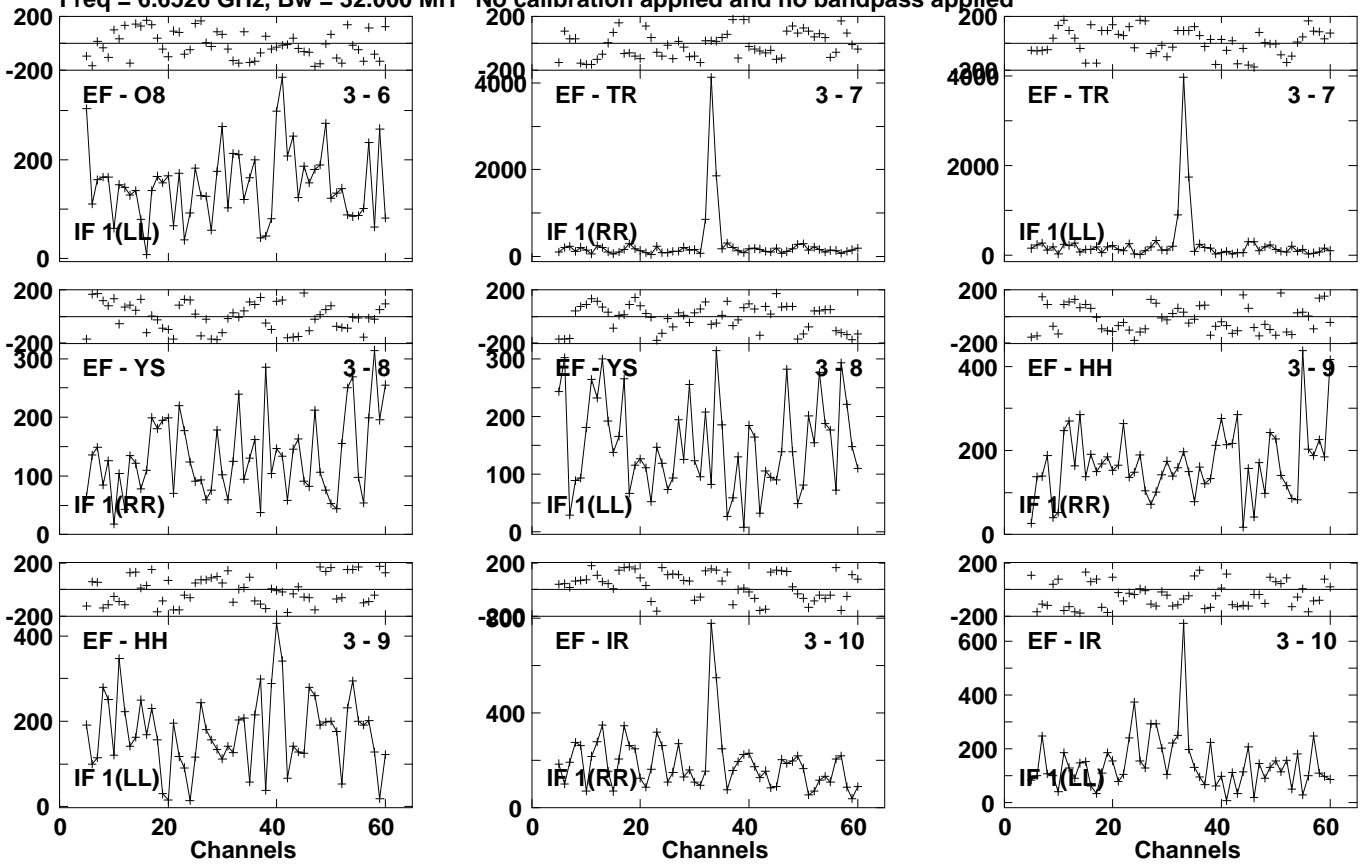 Freq = 6.6526 GHz, Bw = 32.000 MH No calibration applied and no bandpass applied
200
-200
EF - O8 3 - 6
200
0
IF 1(LL)
200
4000
EF - TR 3 - 7
2000
0
IF 1(RR)
200
-200
4000
EF - TR 3 - 7
2000
0
IF 1(LL)
200
-200
300
EF - YS 3 - 8
200
100
0
IF 1(RR)
200
-200
300
EF - YS 3 - 8
200
100
0
IF 1(LL)
200
-200
400
EF - HH 3 - 9
200
0
IF 1(RR)
200
-200
400
EF - HH 3 - 9
200
0
IF 1(LL)
0 20 40 60
Channels
200
-200
800
EF - IR 3 - 10
400
0
IF 1(RR)
0 20 40 60
Channels
200
-200
600
EF - IR 3 - 10
400
200
0
IF 1(LL)
0 20 40 60
Channels